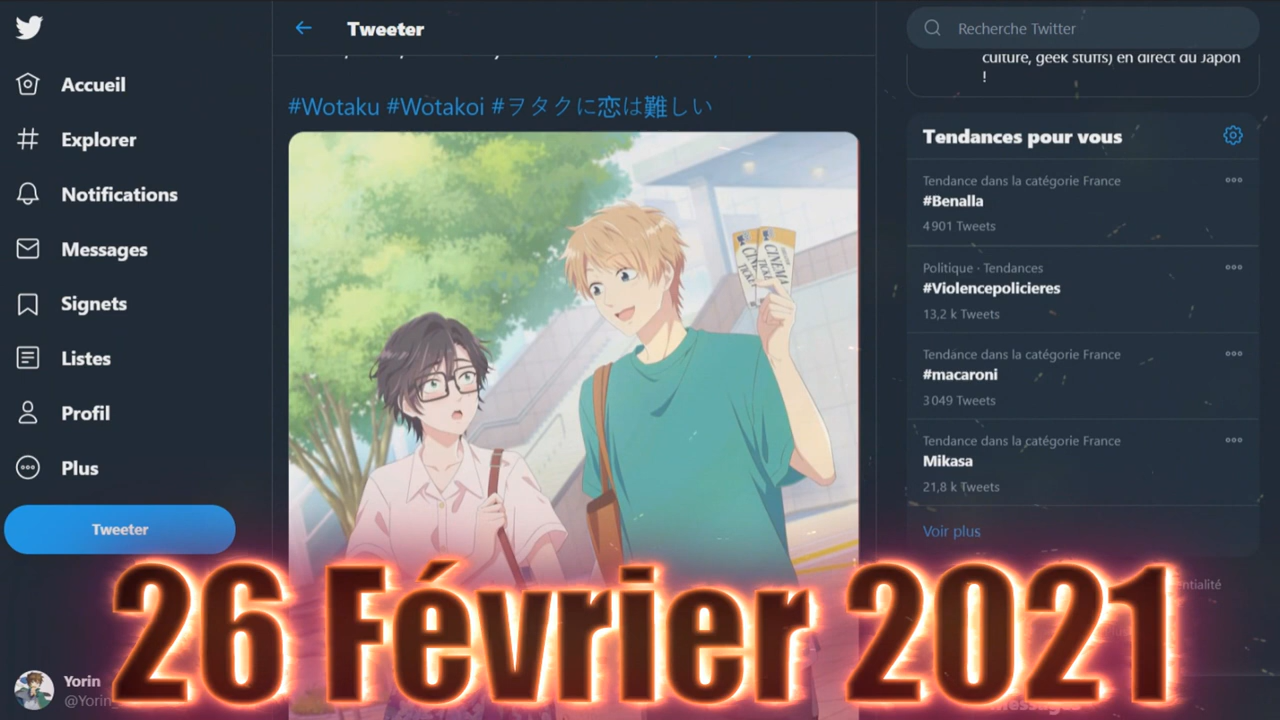 Accueil
Explorer
Notifications
Messages
Signets
Listes
Profil
Plus
Tweeter
Yorin
Tweeter
#Wotaku #Wotakoi #ヲタクに恋は難しい
CINEMA
TICKE
Recherche Twitter
culture, geek stuffs) en direct du Japon
!
Tendances pour vous
Tendance dans la catégorie France
#Benalla
4 901 Tweets
Politique · Tendances
#Violencepolicieres
13,2 k Tweets
Tendance dans la catégorie France
#macaroni
3 049 Tweets
Tendance dans la catégorie France
Mikasa
21,8 k Tweets
Voir plus
26 Février 2021